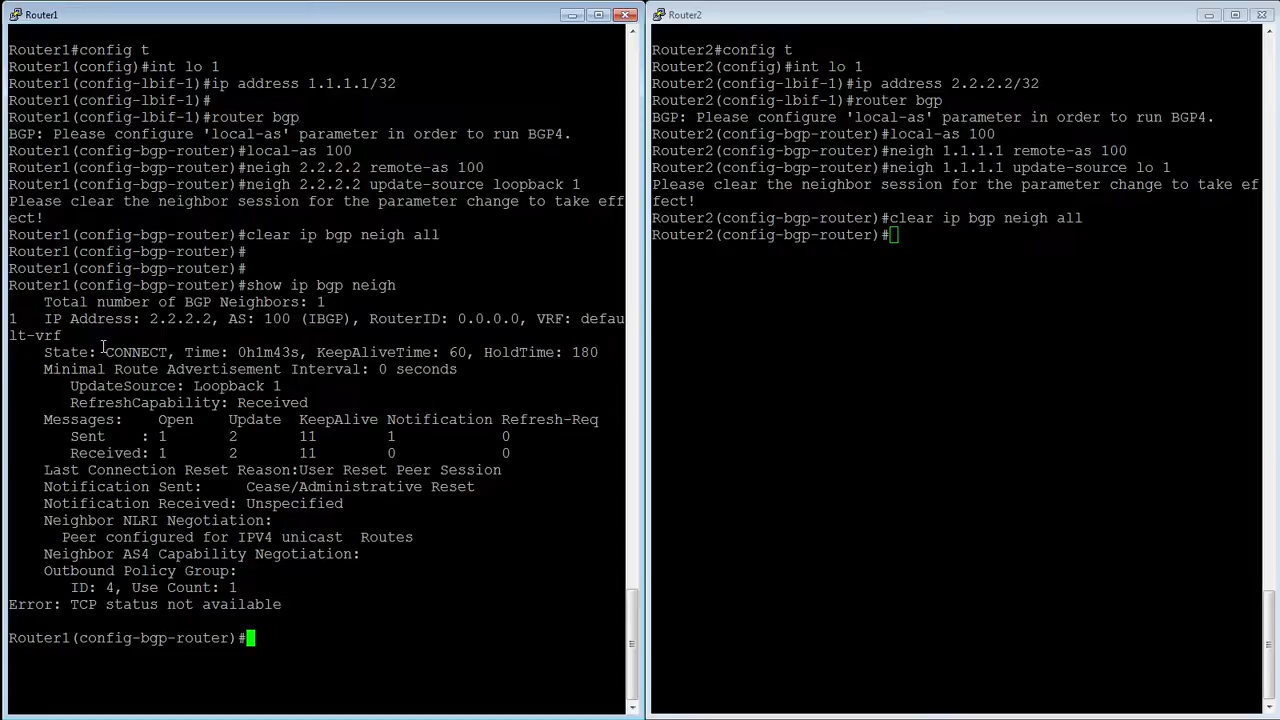 Router1
Router1#config t
Router1(config)#int lo 1
Router1(config-lbif-1)#ip address 1.1.1.1/32
Router1(config-lbif-1)#
Router1(config-lbif-1)#router bgp
BGP: Please configure 'local-as' parameter in order to run BGP4.
Router1(config-bgp-router)#local-as 100
Router1(config-bgp-router)#neigh 2.2.2.2 remote-as 100
Router1(config-bgp-router)#neigh 2.2.2.2 update-source loopback 1
Please clear the neighbor session for the parameter change to take eff
ect!
Router1(config-bgp-router)#clear ip bgp neigh all
Router1(config-bgp-router)#
Router1(config-bgp-router)#
Router1(config-bgp-router)#show ip bgp neigh
    Total number of BGP Neighbors: 1
1   IP Address: 2.2.2.2, AS: 100 (IBGP), RouterID: 0.0.0.0, VRF: defau
lt-vrf
    State: CONNECT, Time: 0h1m43s, KeepAliveTime: 60, HoldTime: 180
    Minimal Route Advertisement Interval: 0 seconds
       UpdateSource: Loopback 1
       RefreshCapability: Received
    Messages:    Open    Update  KeepAlive Notification Refresh-Req
       Sent    : 1       2       11        1            0
       Received: 1       2       11        0            0
    Last Connection Reset Reason:User Reset Peer Session
    Notification Sent:     Cease/Administrative Reset
    Notification Received: Unspecified
    Neighbor NLRI Negotiation:
      Peer configured for IPV4 unicast  Routes
    Neighbor AS4 Capability Negotiation:
    Outbound Policy Group:
       ID: 4, Use Count: 1
Error: TCP status not available
Router1(config-bgp-router)#
Router2
Router2#config t
Router2(config)#int lo 1
Router2(config-lbif-1)#ip address 2.2.2.2/32
Router2(config-lbif-1)#router bgp
BGP: Please configure 'local-as' parameter in order to run BGP4.
Router2(config-bgp-router)#local-as 100
Router2(config-bgp-router)#neigh 1.1.1.1 remote-as 100
Router2(config-bgp-router)#neigh 1.1.1.1 update-source lo 1
Please clear the neighbor session for the parameter change to take ef
fect!
Router2(config-bgp-router)#clear ip bgp neigh all
Router2(config-bgp-router)#